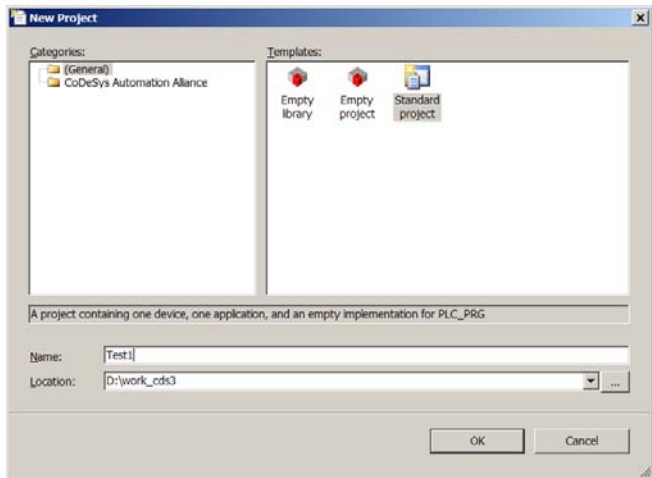 New Project
Categories:
Templates:
(General)
CoDeSys Automation Alliance
Empty library
Empty project
Standard project
A project containing one device, one application, and an empty implementation for PLC_PRG
Name:
Test1
Location:
D:\work_cds3
...
OK
Cancel